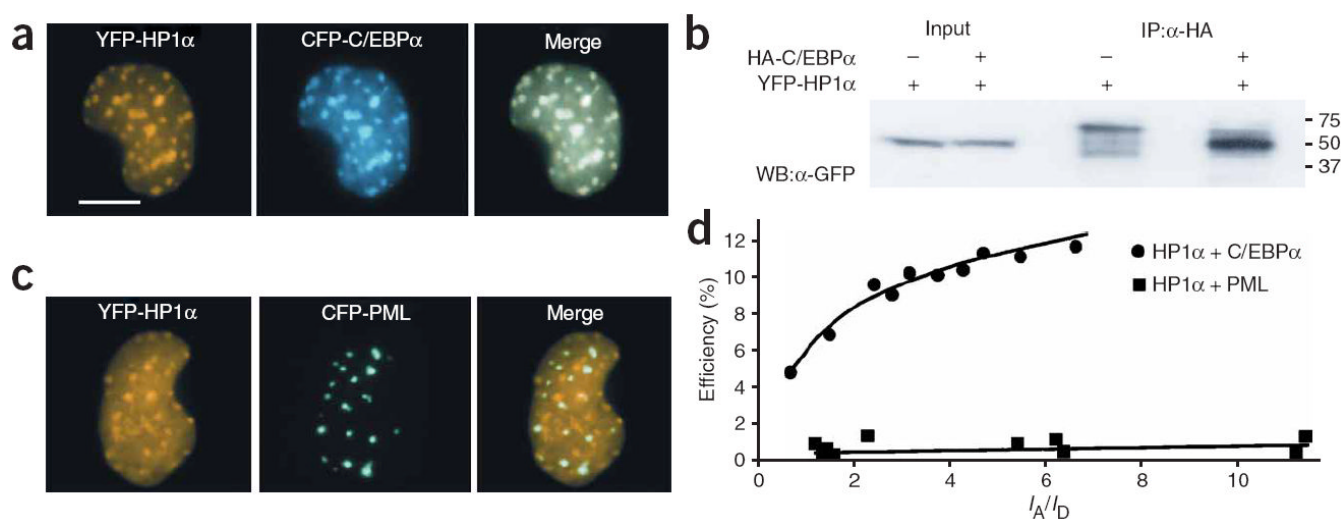 a
YFP-HP1α
CFP-C/EBPα
Merge
b
Input
IP:α-HA
HA-C/EBPα − + − +
YFP-HP1α + + + +
75
50
37
WB:α-GFP
c
YFP-HP1α
CFP-PML
Merge
d
12
10
8
6
4
2
0
Efficiency (%)
HP1α + C/EBPα
HP1α + PML
0 2 4 6 8 10
I_A/I_D